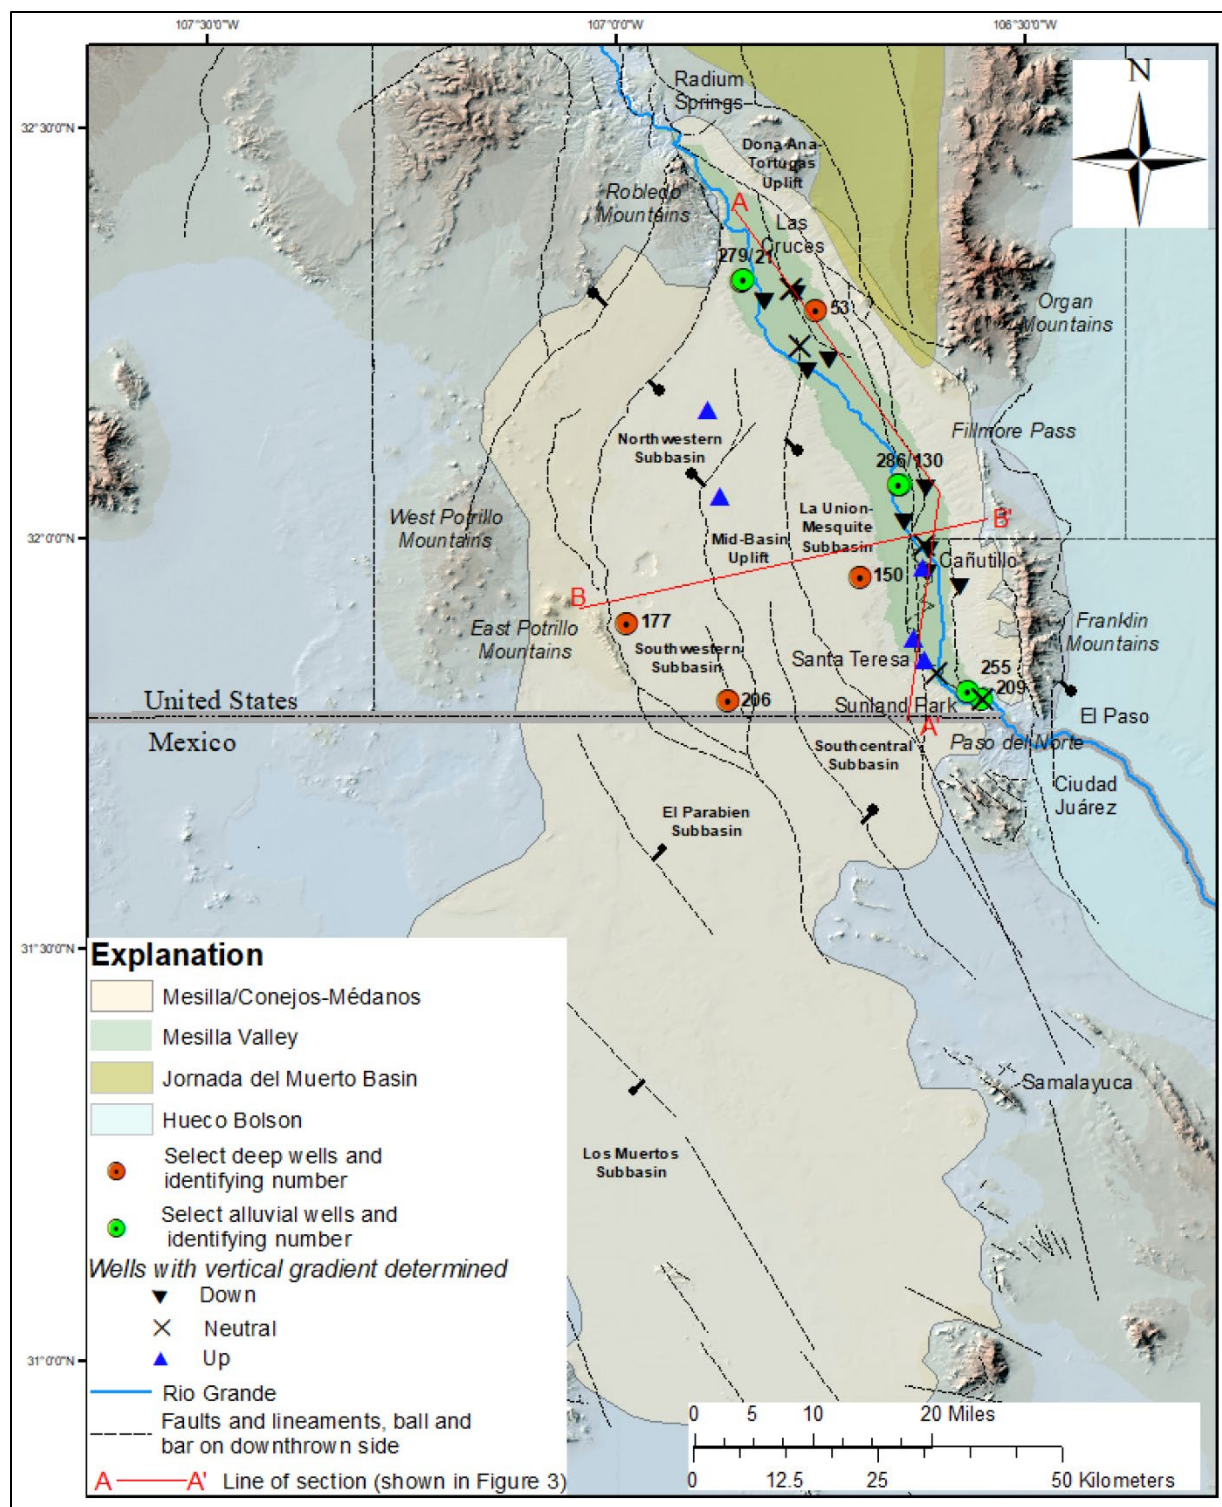 107°30'0"W
107°0'0"W
106°30'0"W
N
32°30'0"N
32°0'0"N
31°30'0"N
31°0'0"N
Radium
Springs
Dona Ana-
Tortugas
Uplift
Robledo
Mountains
A
Las
Cruces
279/21
53
Organ
Mountains
Fillmore Pass
Northwestern
Subbasin
286/130
West Potrillo
Mountains
La Union-
Mesquite
Subbasin
B'
Mid-Basin
Uplift
Cañutillo
150
B
177
East Potrillo
Mountains
Southwestern
Subbasin
Franklin
Mountains
Santa Teresa
255
209
206
Sunland Park
United States
A'
El Paso
Mexico
Paso del Norte
Southcentral
Subbasin
Ciudad
Juárez
El Parabien
Subbasin
Samalayuca
Los Muertos
Subbasin
Explanation
Mesilla/Conejos-Médanos
Mesilla Valley
Jornada del Muerto Basin
Hueco Bolson
Select deep wells and
identifying number
Select alluvial wells and
identifying number
Wells with vertical gradient determined
Down
Neutral
Up
Rio Grande
Faults and lineaments, ball and
bar on downthrown side
A A' Line of section (shown in Figure 3)
0 5 10 20 Miles
0 12.5 25 50 Kilometers